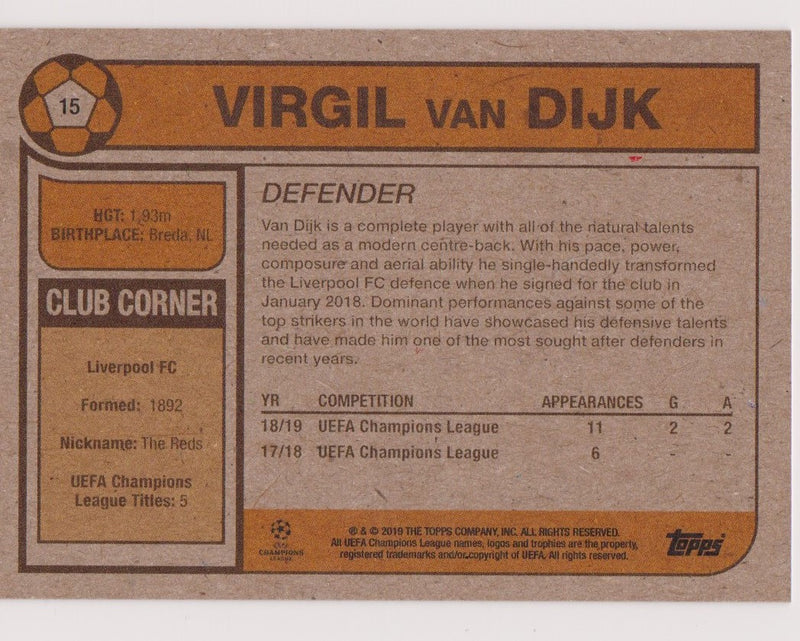 15
VIRGIL VAN DIJK
HGT: 1,93m
BIRTHPLACE: Breda, NL
CLUB CORNER
Liverpool FC
Formed: 1892
Nickname: The Reds
UEFA Champions
League Titles: 5
DEFENDER
Van Dijk is a complete player with all of the natural talents
needed as a modern centre-back. With his pace, power,
composure and aerial ability he single-handedly transformed
the Liverpool FC defence when he signed for the club in
January 2018. Dominant performances against some of the
top strikers in the world have showcased his defensive talents
and have made him one of the most sought after defenders in
recent years.
YR COMPETITION APPEARANCES G A
18/19 UEFA Champions League 11 2 2
17/18 UEFA Champions League 6 - -
UEFA
CHAMPIONS
LEAGUE
® & © 2019 THE TOPPS COMPANY, INC. ALL RIGHTS RESERVED.
All UEFA Champions League names, logos and trophies are the property,
registered trademarks and/or copyright of UEFA. All rights reserved.
topps